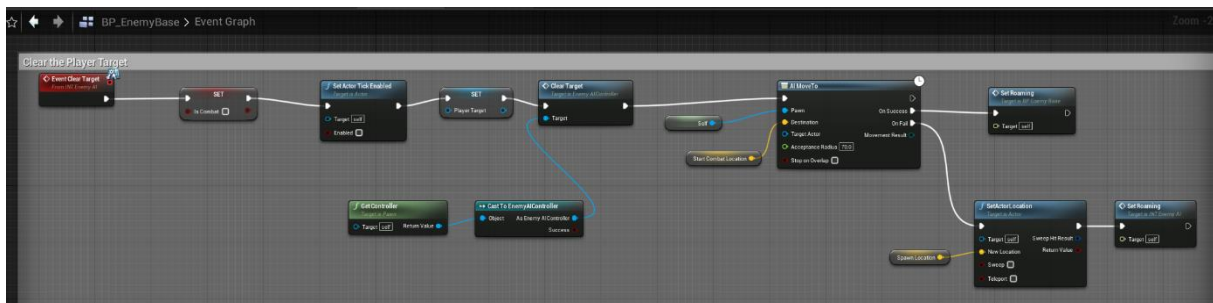 BP_EnemyBase > Event Graph
Zoom -2
Clear the Player Target
Event Clear Target
SET
Is Combat
Set Actor Tick Enabled
Target is Actor
Target self
Enabled
SET
Player Target
Clear Target
Target is Enemy AIController
Target
AI MoveTo
Pawn
Destination
Target Actor
Acceptance Radius
Stop on Overlap
On Success
On Fail
Movement Result
Self
Start Combat Location
Set Roaming
Target is BP Enemy Base
Target self
Get Controller
Target is Pawn
Target self
Return Value
Cast To EnemyAIController
Object
As Enemy AIController
Success
SetActorLocation
Target is Actor
Target self
New Location
Sweep
Teleport
Sweep Hit Result
Return Value
Spawn Location
Set Roaming
Target self